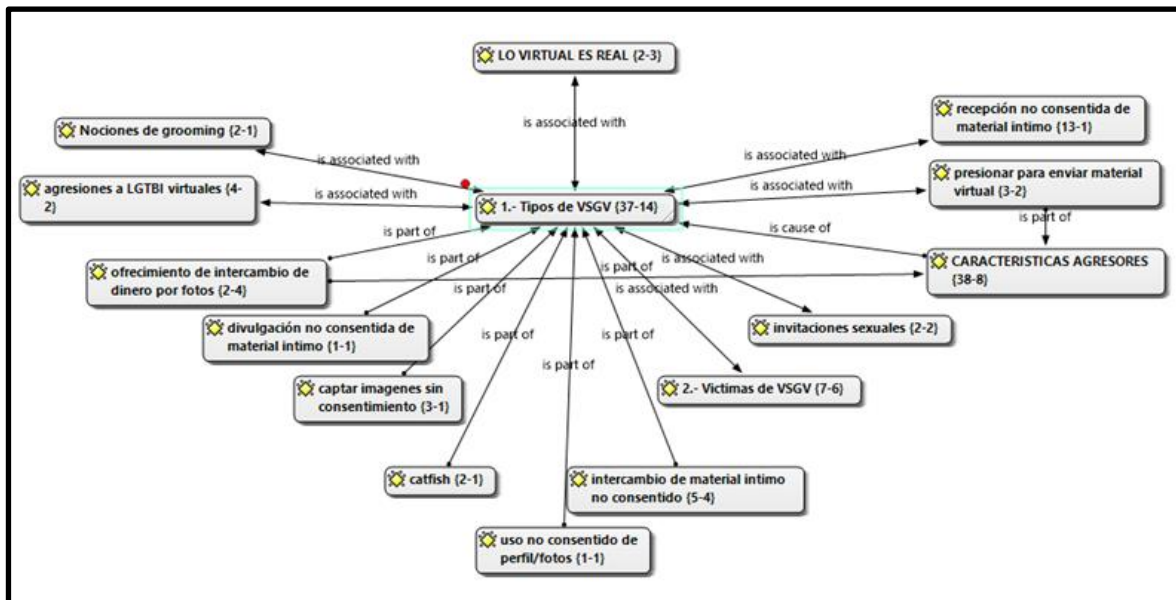 LO VIRTUAL ES REAL {2-3}
is associated with
Nociones de grooming {2-1}
is associated with
recepción no consentida de
material intimo {13-1}
is associated with
agresiones a LGTBI virtuales {4-
2}
is associated with
1.- Tipos de VSGV {37-14}
is associated with
presionar para enviar material
virtual {3-2}
is part of
is cause of
CARACTERISTICAS AGRESORES
{38-8}
is part of
ofrecimiento de intercambio de
dinero por fotos {2-4}
is part of
is part of
is part of
is associated with
is associated with
divulgación no consentida de
material intimo {1-1}
is part of
is part of
invitaciones sexuales {2-2}
is part of
captar imagenes sin
consentimiento {3-1}
2.- Victimas de VSGV {7-6}
catfish {2-1}
intercambio de material intimo
no consentido {5-4}
uso no consentido de
perfil/fotos {1-1}